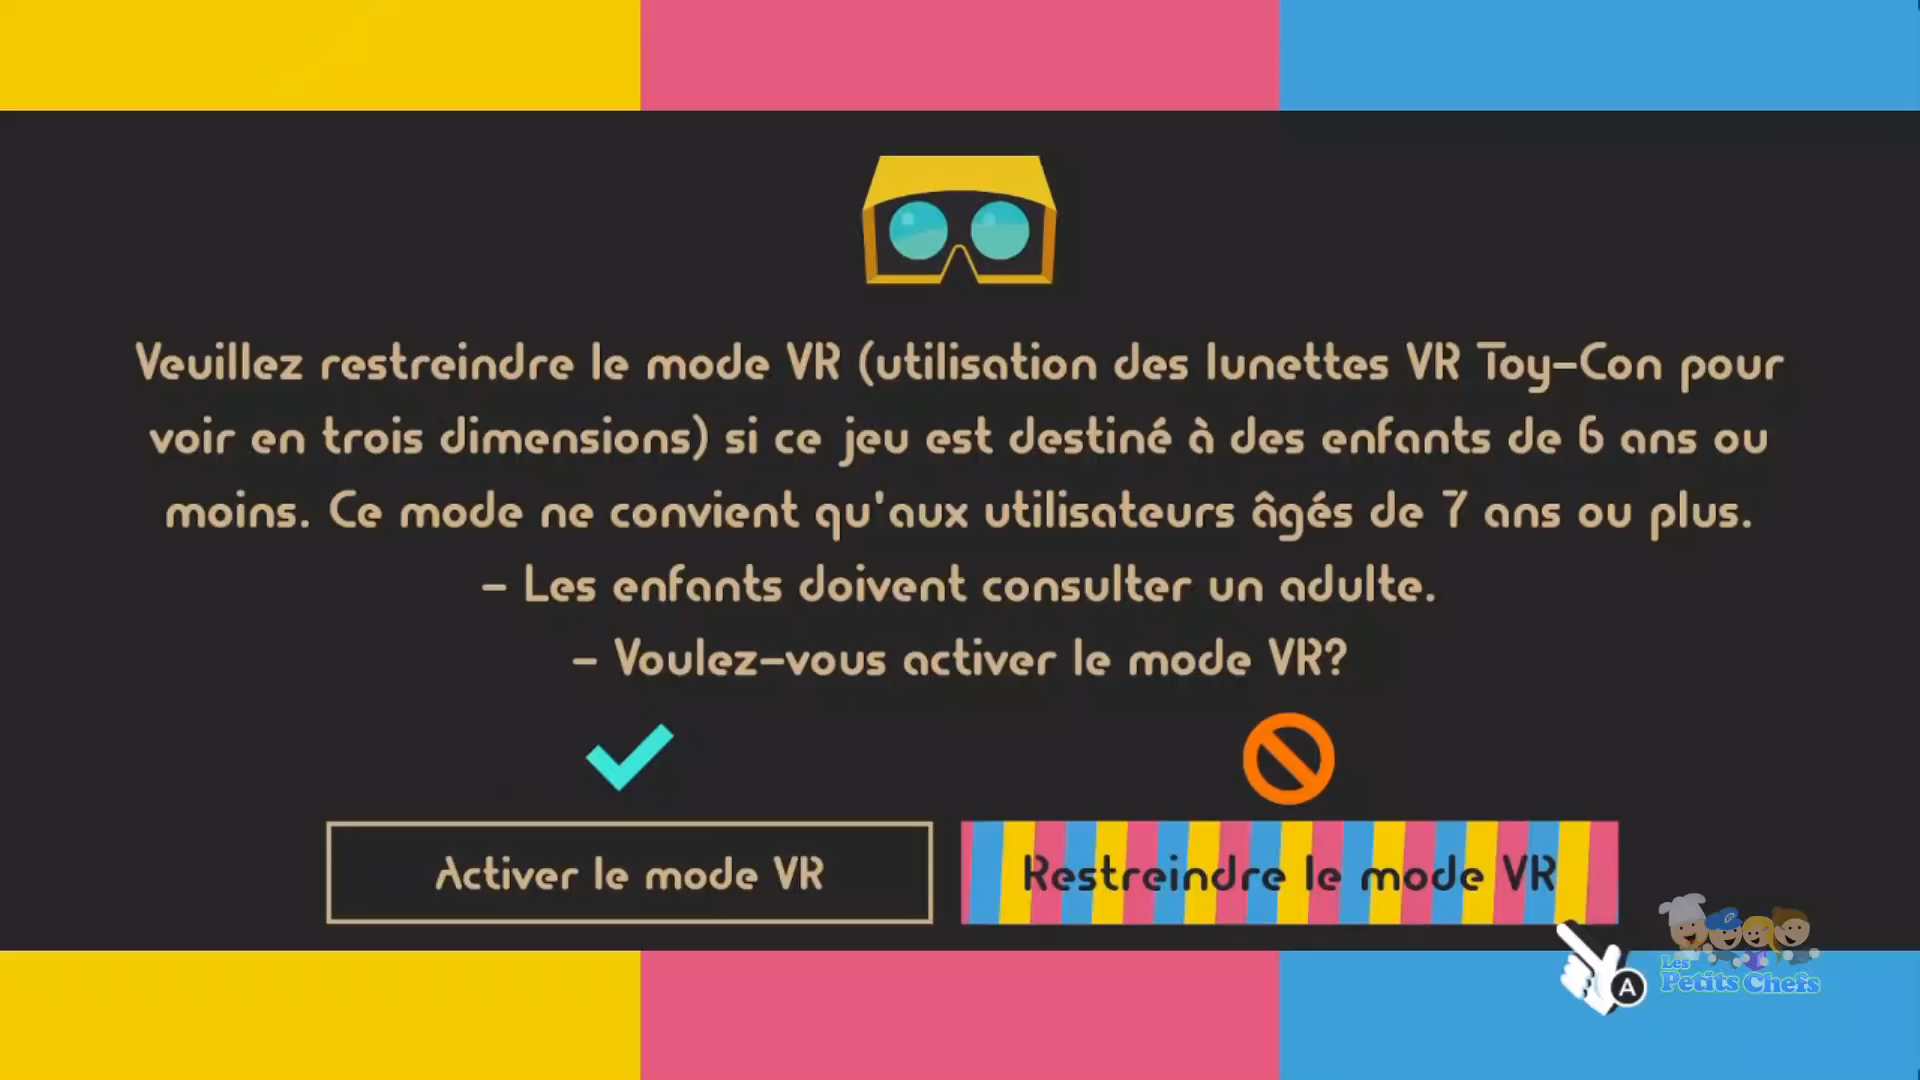 Veuillez restreindre le mode VR (utilisation des lunettes VR Toy-Con pour
voir en trois dimensions) si ce jeu est destiné à des enfants de 6 ans ou
moins. Ce mode ne convient qu'aux utilisateurs âgés de 7 ans ou plus.
- Les enfants doivent consulter un adulte.
- Voulez-vous activer le mode VR?
Activer le mode VR
Restreindre le mode VR
A
Les
Petits Chefs